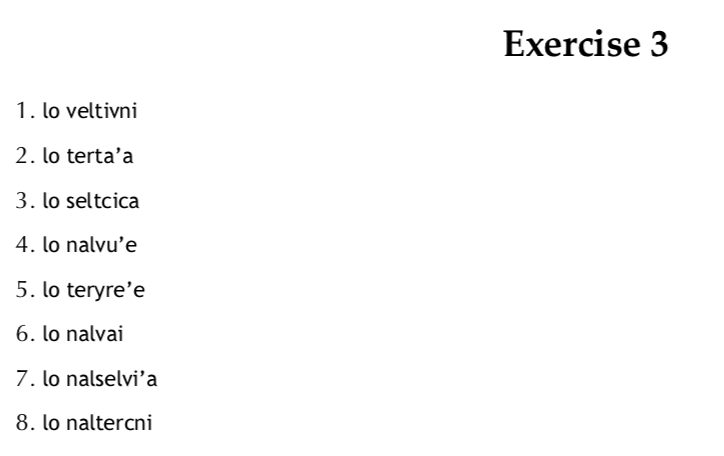 Exercise 3
1. lo veltivni
2. lo terta’a
3. lo seltcica
4. lo nalvu’e
5. lo teryre’e
6. lo nalvai
7. lo nalselvi’a
8. lo naltercni